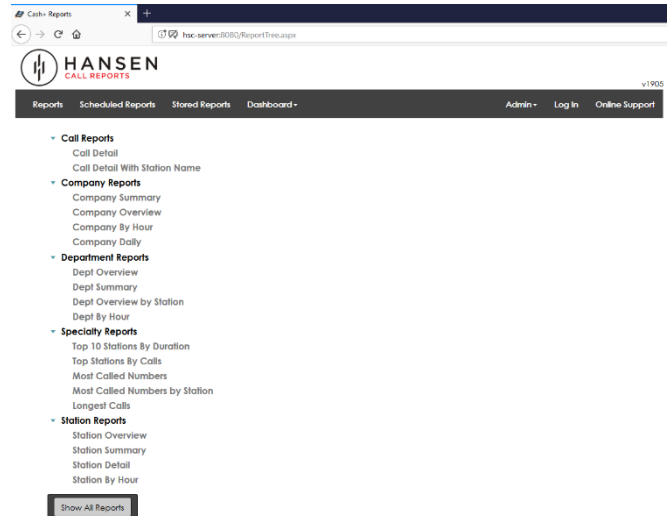 Cash+ Reports
hsc-server:8080/ReportTree.aspx
HANSEN
CALL REPORTS
v1905
Reports Scheduled Reports Stored Reports Dashboard Admin Log In Online Support
Call Reports
Call Detail
Call Detail With Station Name
Company Reports
Company Summary
Company Overview
Company By Hour
Company Daily
Department Reports
Dept Overview
Dept Summary
Dept Overview by Station
Dept By Hour
Specialty Reports
Top 10 Stations By Duration
Top Stations By Calls
Most Called Numbers
Most Called Numbers by Station
Longest Calls
Station Reports
Station Overview
Station Summary
Station Detail
Station By Hour
Show All Reports